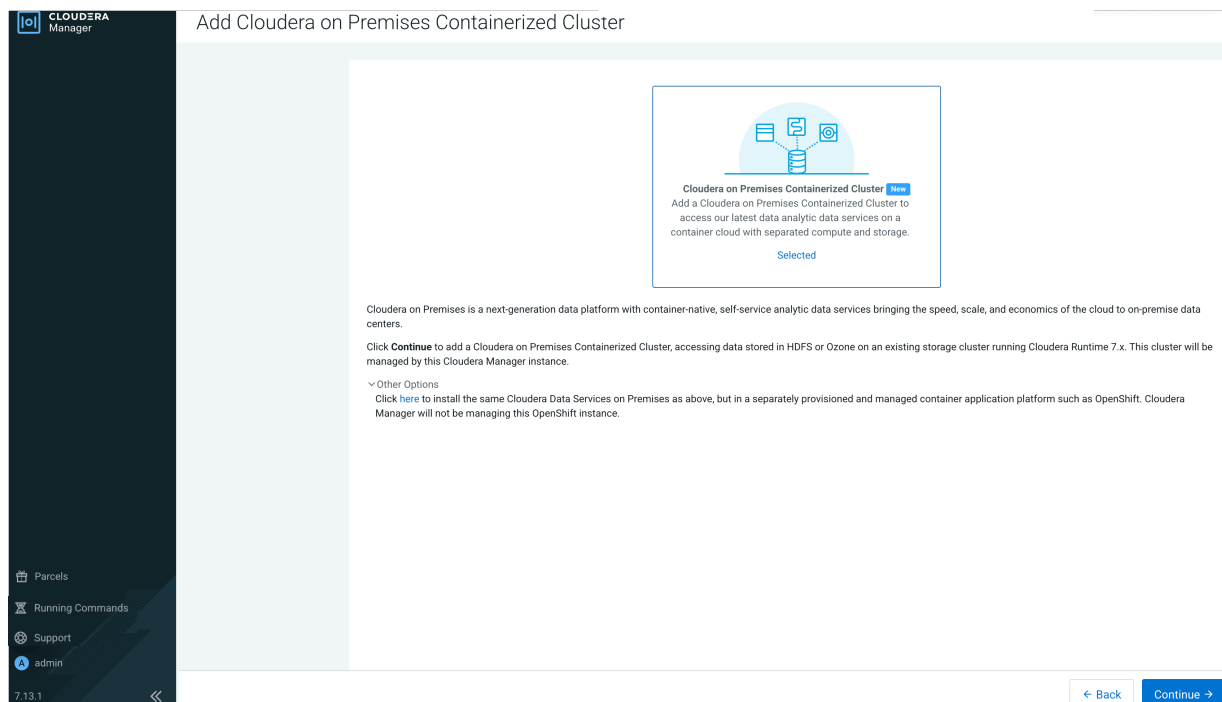 CLOUDERA
Manager
Add Cloudera on Premises Containerized Cluster
Cloudera on Premises Containerized Cluster New
Add a Cloudera on Premises Containerized Cluster to
access our latest data analytic data services on a
container cloud with separated compute and storage.
Selected
Cloudera on Premises is a next-generation data platform with container-native, self-service analytic data services bringing the speed, scale, and economics of the cloud to on-premise data
centers.
Click Continue to add a Cloudera on Premises Containerized Cluster, accessing data stored in HDFS or Ozone on an existing storage cluster running Cloudera Runtime 7.x. This cluster will be
managed by this Cloudera Manager instance.
Other Options
Click here to install the same Cloudera Data Services on Premises as above, but in a separately provisioned and managed container application platform such as OpenShift. Cloudera
Manager will not be managing this OpenShift instance.
Parcels
Running Commands
Support
A admin
7.13.1
← Back
Continue →